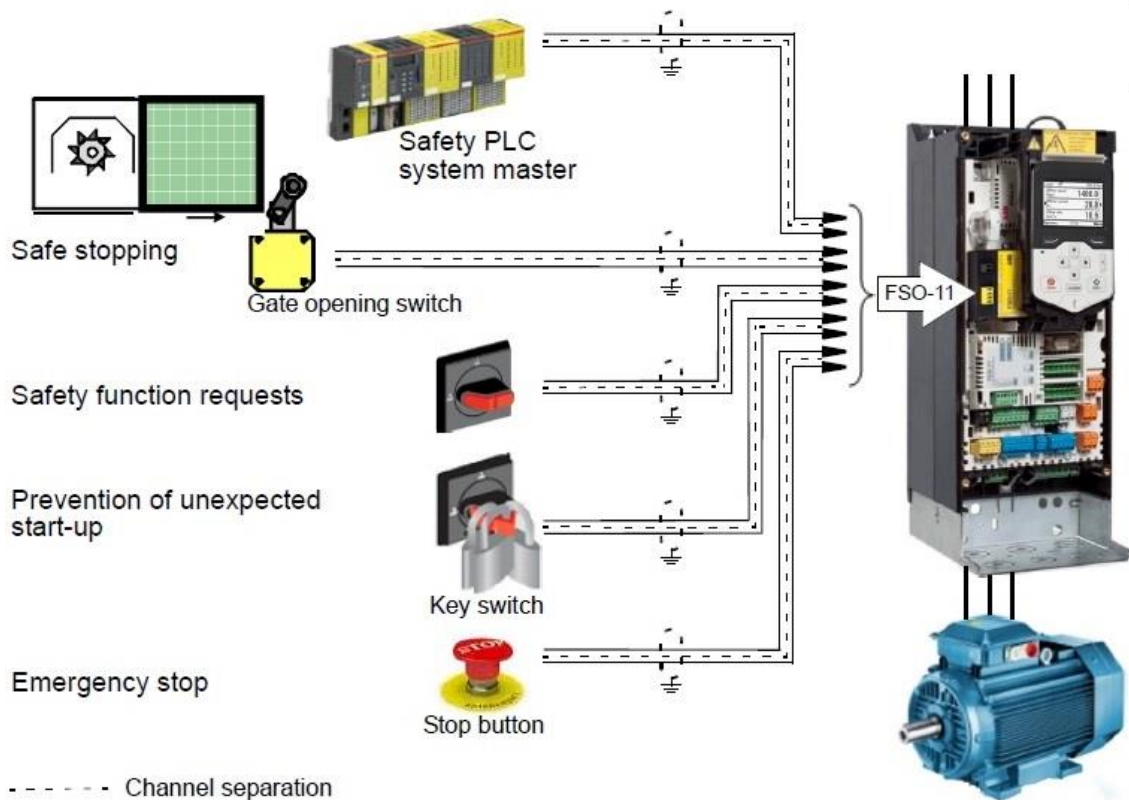 Safety PLC
system master
Safe stopping
Gate opening switch
FSO-11
Safety function requests
Prevention of unexpected
start-up
Key switch
STOP
Emergency stop
Stop button
Channel separation